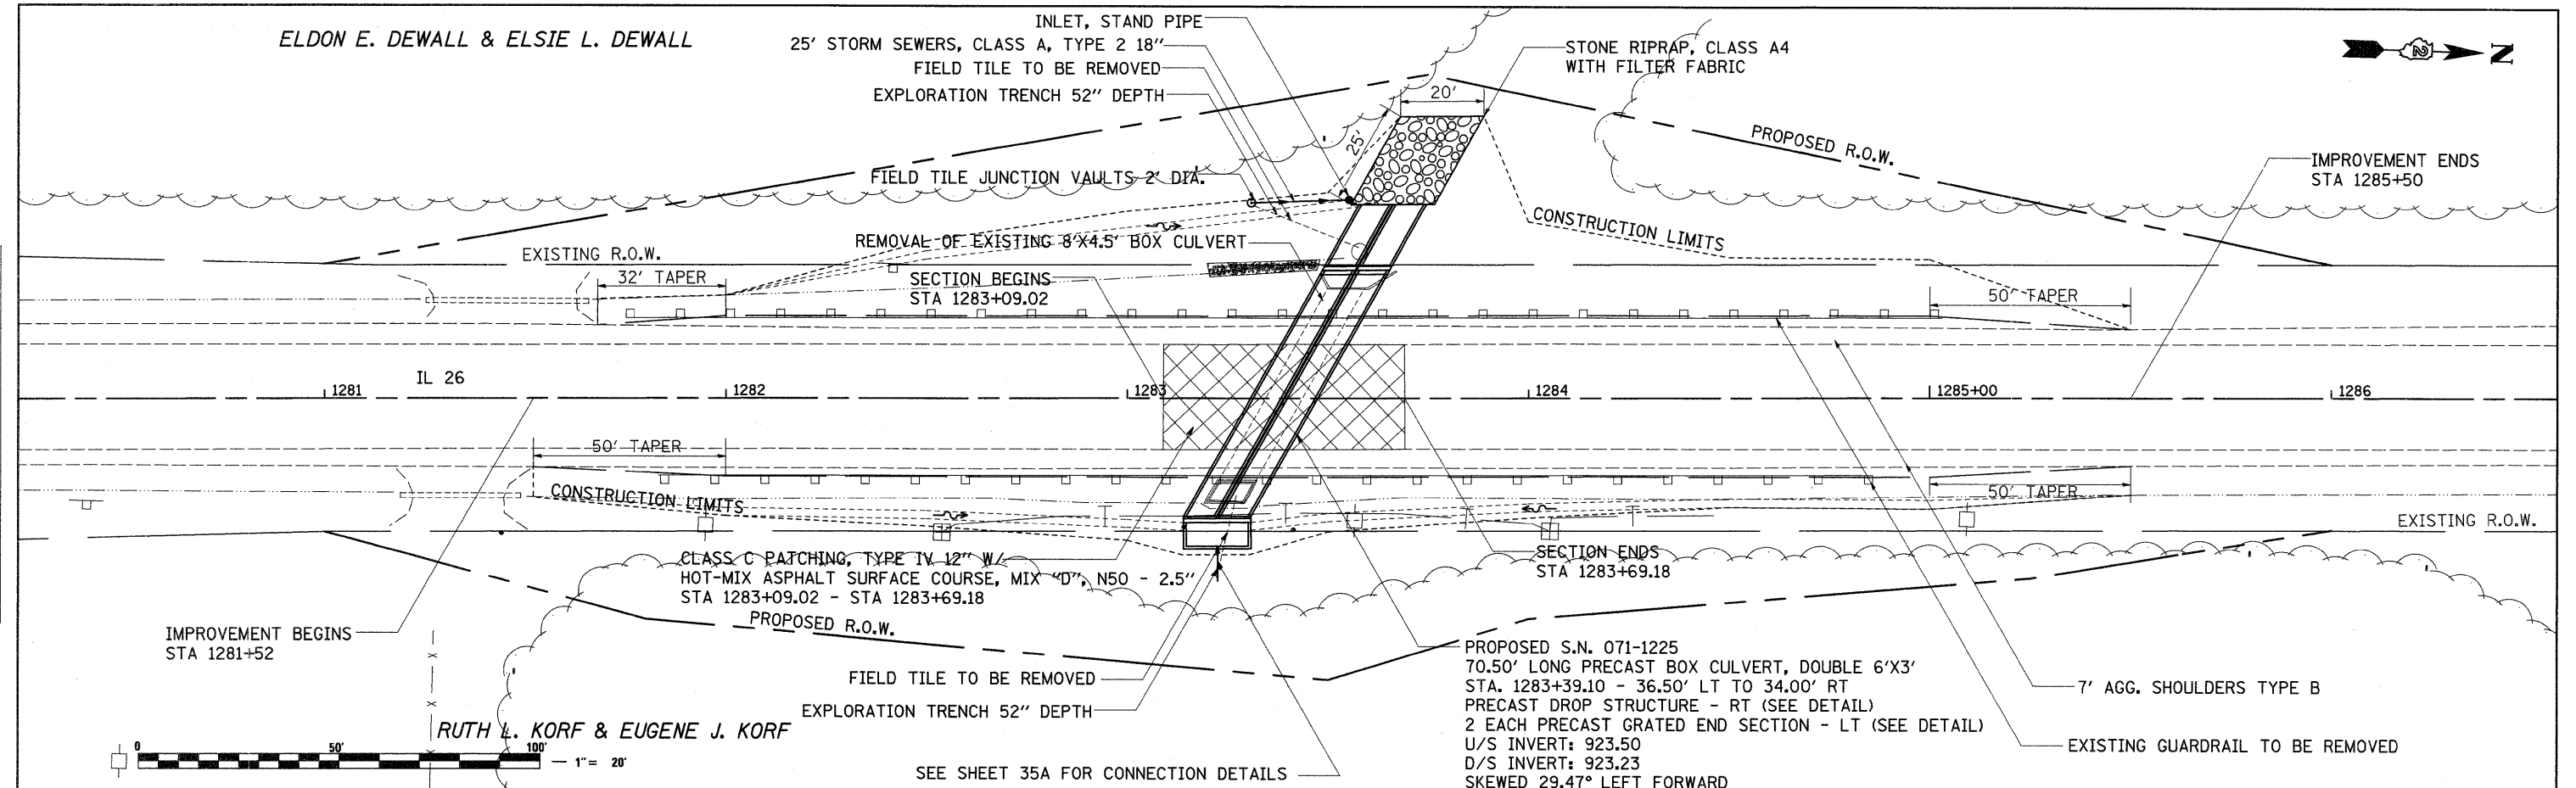 ELDON E. DEWALL & ELSIE L. DEWALL
INLET, STAND PIPE
25' STORM SEWERS, CLASS A, TYPE 2 18"
FIELD TILE TO BE REMOVED
EXPLORATION TRENCH 52" DEPTH
STONE RIPRAP, CLASS A4
WITH FILTER FABRIC
N
20'
25'
PROPOSED R.O.W.
IMPROVEMENT ENDS
STA 1285+50
FIELD TILE JUNCTION VAULTS 2' DIA.
CONSTRUCTION LIMITS
REMOVAL OF EXISTING 8'X4.5' BOX CULVERT
EXISTING R.O.W.
32' TAPER
SECTION BEGINS
STA 1283+09.02
50' TAPER
IL 26
1281
1282
1283
1284
1285+00
1286
50' TAPER
CONSTRUCTION LIMITS
50' TAPER
EXISTING R.O.W.
CLASS C PATCHING, TYPE IV 12" W/
HOT-MIX ASPHALT SURFACE COURSE, MIX "D", N50 - 2.5"
STA 1283+09.02 - STA 1283+69.18
SECTION ENDS
STA 1283+69.18
IMPROVEMENT BEGINS
STA 1281+52
PROPOSED R.O.W.
FIELD TILE TO BE REMOVED
EXPLORATION TRENCH 52" DEPTH
PROPOSED S.N. 071-1225
70.50' LONG PRECAST BOX CULVERT, DOUBLE 6'X3'
STA. 1283+39.10 - 36.50' LT TO 34.00' RT
PRECAST DROP STRUCTURE - RT (SEE DETAIL)
2 EACH PRECAST GRATED END SECTION - LT (SEE DETAIL)
U/S INVERT: 923.50
D/S INVERT: 923.23
SKEWED 29.47° LEFT FORWARD
7' AGG. SHOULDERS TYPE B
EXISTING GUARDRAIL TO BE REMOVED
RUTH L. KORF & EUGENE J. KORF
0 50' 100'
1"= 20'
SEE SHEET 35A FOR CONNECTION DETAILS